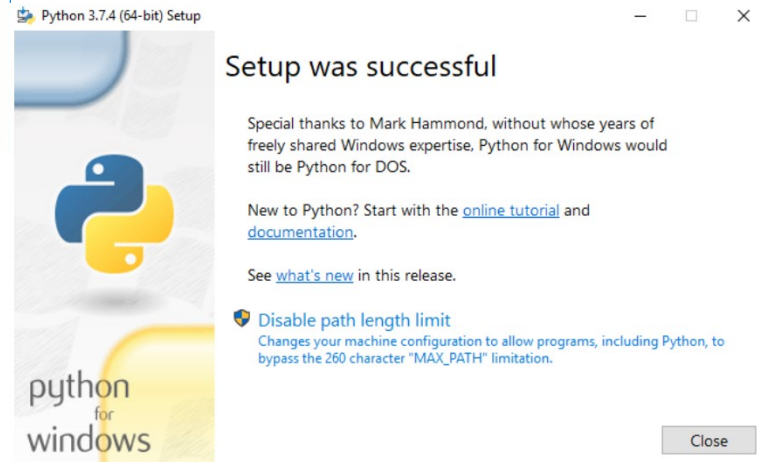 Python 3.7.4 (64-bit) Setup
Setup was successful
Special thanks to Mark Hammond, without whose years of
freely shared Windows expertise, Python for Windows would
still be Python for DOS.
New to Python? Start with the online tutorial and
documentation.
See what's new in this release.
Disable path length limit
Changes your machine configuration to allow programs, including Python, to
bypass the 260 character "MAX_PATH" limitation.
python
for
windows
Close